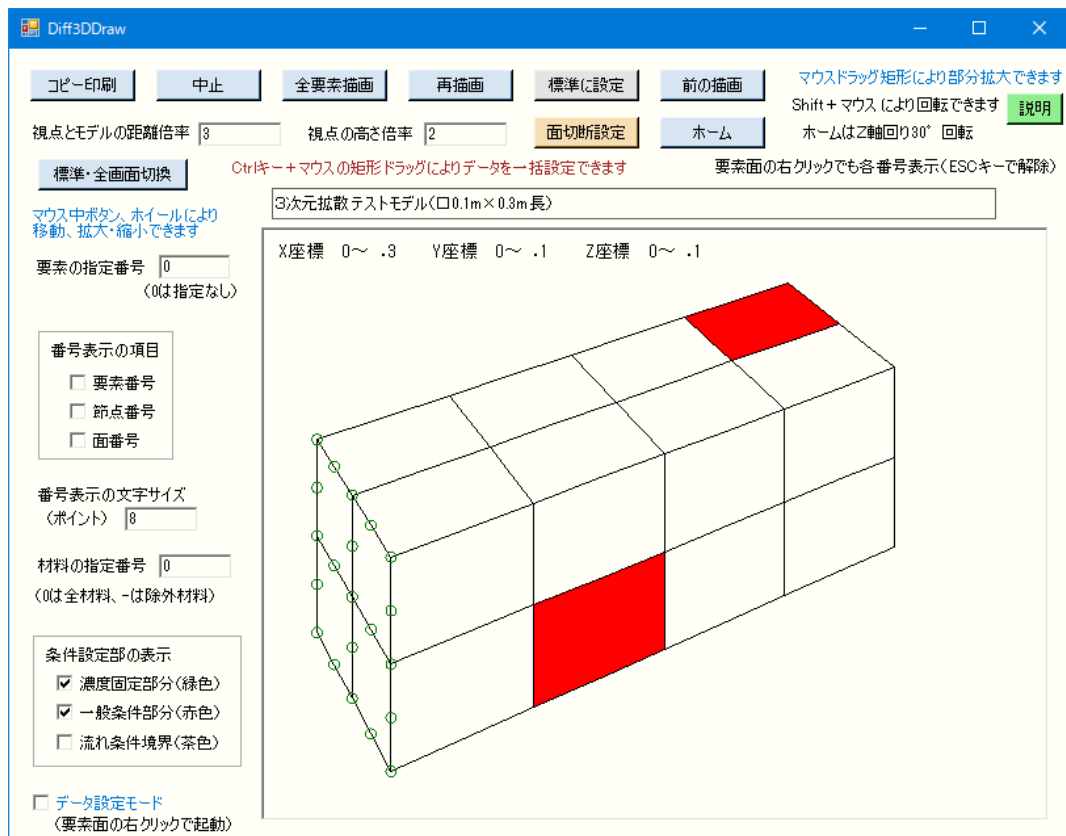 Diff3DDraw
コピー印刷
中止
全要素描画
再描画
標準に設定
前の描画
マウスドラッグ矩形により部分拡大できます
Shift+マウスにより回転できます
説明
視点とモデルの距離倍率 3
視点の高さ倍率 2
面切断設定
ホーム
ホームはZ軸回り30°回転
標準・全画面切換
Ctrlキー+マウスの矩形ドラッグによりデータを一括設定できます
要素面の右クリックでも各番号表示(ESCキーで解除)
3次元拡散テストモデル(口0.1m×0.3m長)
マウス中ボタン、ホイールにより
移動、拡大・縮小できます
X座標 0~ .3 Y座標 0~ .1 Z座標 0~ .1
要素の指定番号 0
(0は指定なし)
番号表示の項目
要素番号
節点番号
面番号
番号表示の文字サイズ
(ポイント) 8
材料の指定番号 0
(0は全材料、-は除外材料)
条件設定部の表示
濃度固定部分(緑色)
一般条件部分(赤色)
流れ条件境界(茶色)
データ設定モード
(要素面の右クリックで起動)